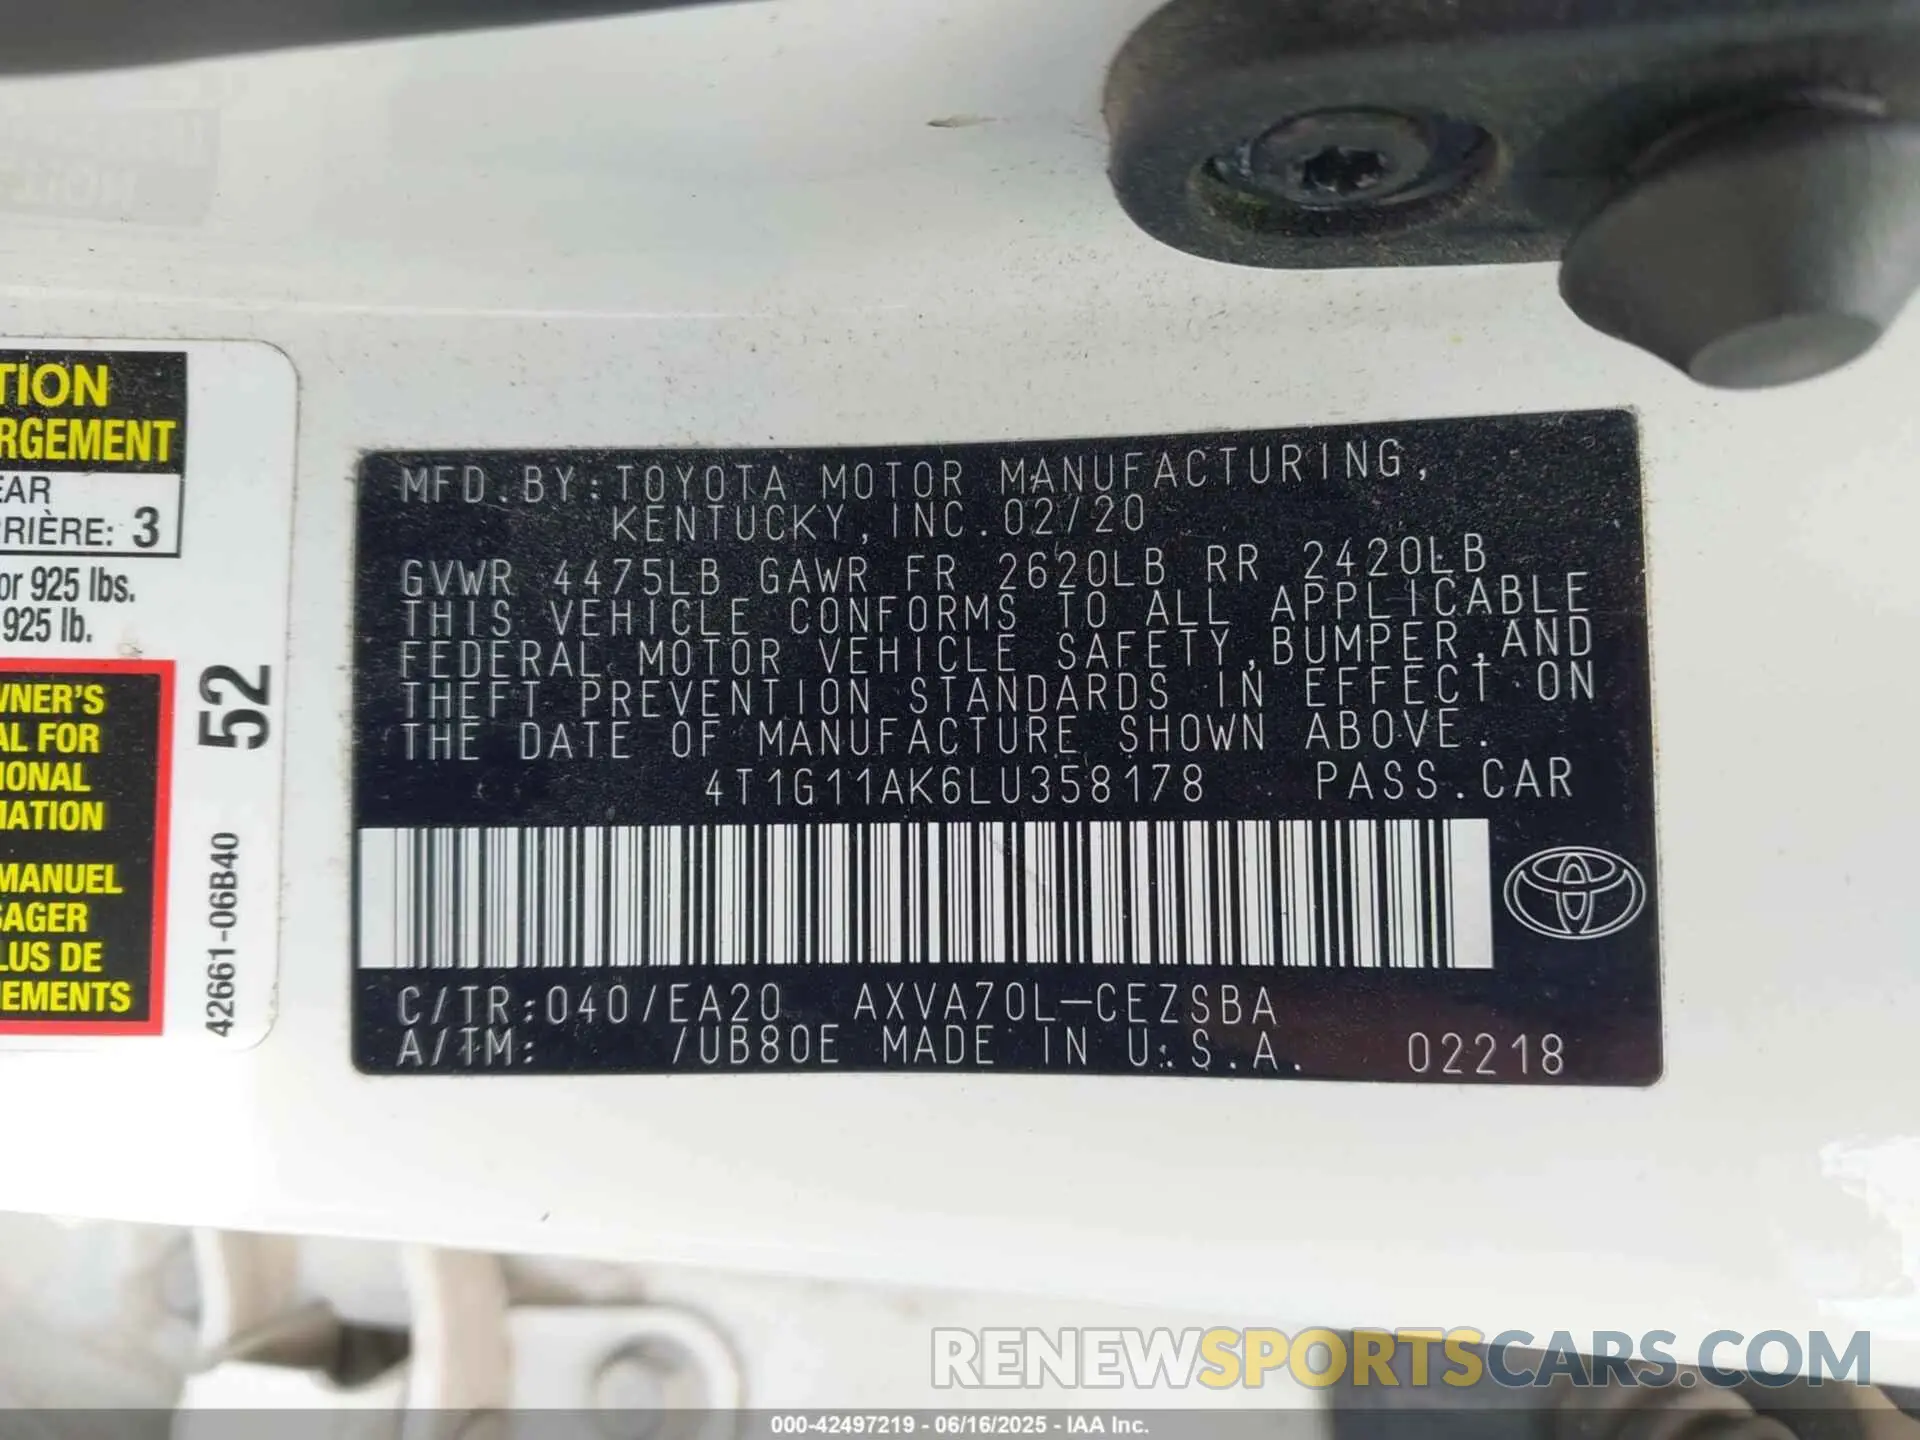 TION
RGEMENT
EAR
RIÈRE: 3
or 925 lbs.
925 lb.
WNER'S
AL FOR
IONAL
MATION
MANUEL
SAGER
LUS DE
NEMENTS
52
42661-06B40
MFD.BY:TOYOTA MOTOR MANUFACTURING,
KENTUCKY,INC.02/20
GVWR 4475LB GAWR FR 2620LB RR 2420LB
THIS VEHICLE CONFORMS TO ALL APPLICABLE
FEDERAL MOTOR VEHICLE SAFETY,BUMPER,AND
THEFT PREVENTION STANDARDS IN EFFECT ON
THE DATE OF MANUFACTURE SHOWN ABOVE.
4T1G11AK6LU358178 PASS.CAR
C/TR:040/EA20 AXVA70L-CEZSBA
A/TM: /UB80E MADE IN U.S.A. 02218
RENEWSPORTSCARS.COM
000-42497219 - 06/16/2025 - IAA Inc.